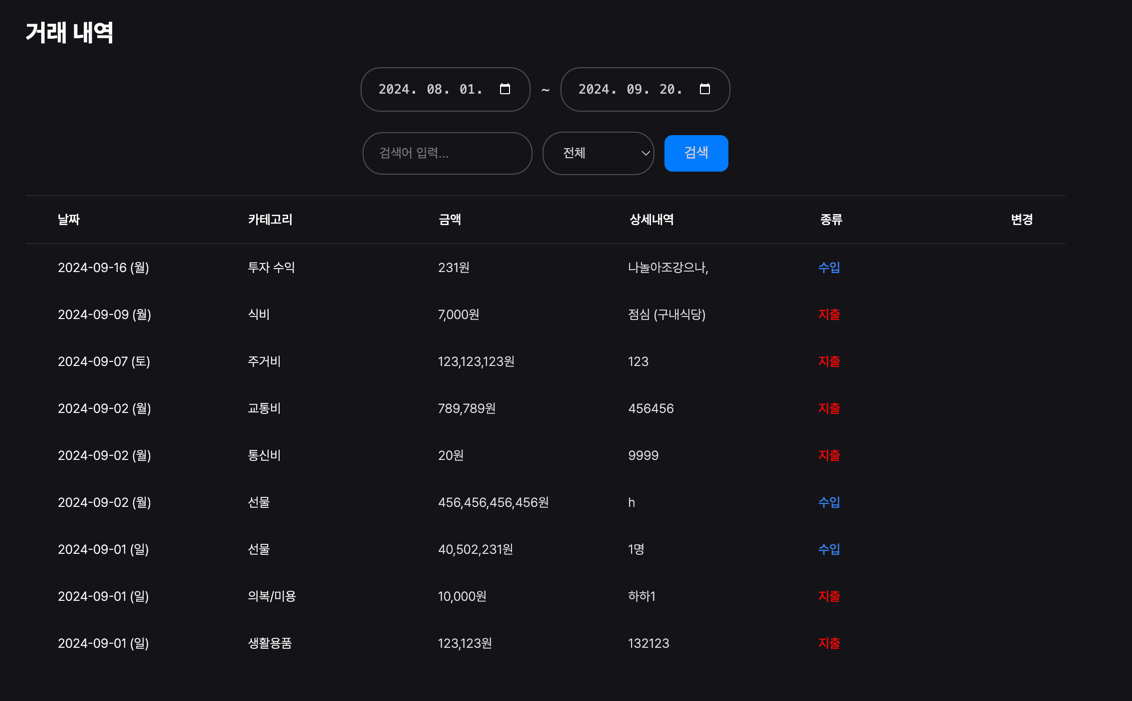 거래 내역
2024. 08. 01. ~ 2024. 09. 20.
검색어 입력... 전체 검색
날짜 카테고리 금액 상세내역 종류 변경
2024-09-16 (월) 투자 수익 231원 나놀아조강으나, 수입
2024-09-09 (월) 식비 7,000원 점심 (구내식당) 지출
2024-09-07 (토) 주거비 123,123,123원 123 지출
2024-09-02 (월) 교통비 789,789원 456456 지출
2024-09-02 (월) 통신비 20원 9999 지출
2024-09-02 (월) 선물 456,456,456,456원 h 수입
2024-09-01 (일) 선물 40,502,231원 1명 수입
2024-09-01 (일) 의복/미용 10,000원 하하1 지출
2024-09-01 (일) 생활용품 123,123원 132123 지출